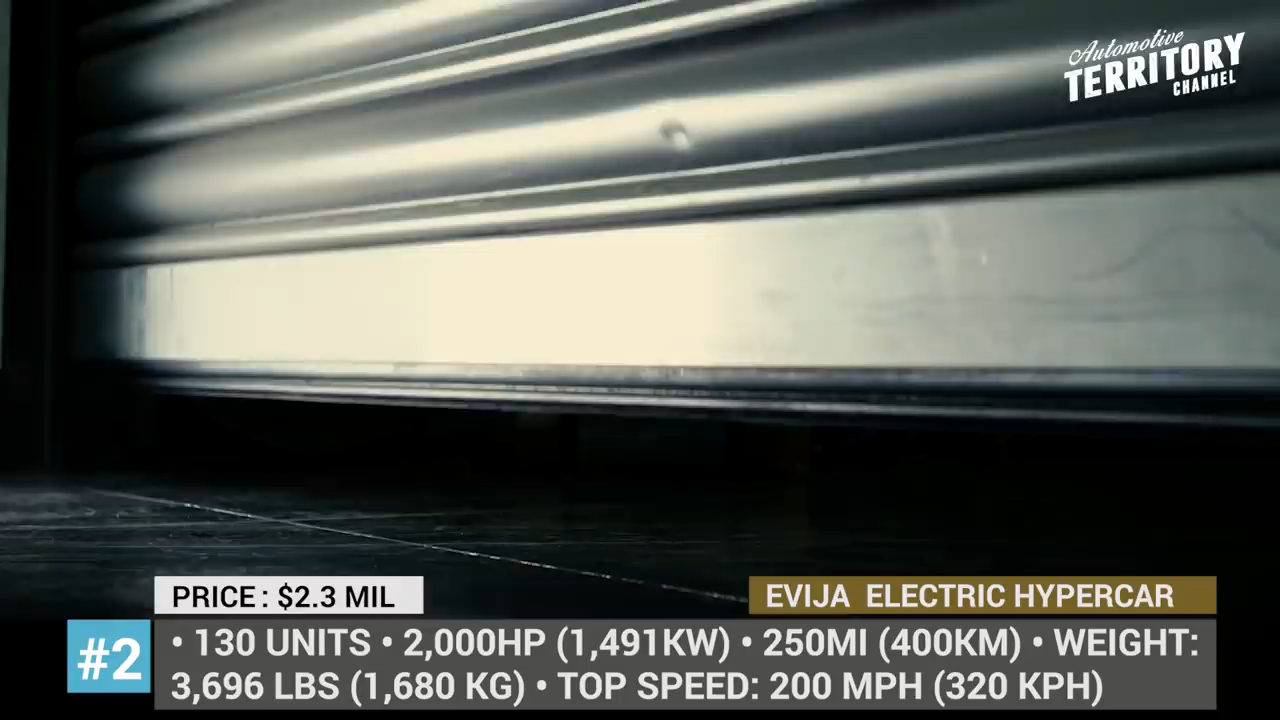 Automotive
TERRITORY
CHANNEL
PRICE: $2.3 MIL
EVIJA ELECTRIC HYPERCAR
#2
• 130 UNITS • 2,000HP (1,491KW) • 250MI (400KM) • WEIGHT:
3,696 LBS (1,680 KG) • TOP SPEED: 200 MPH (320 KPH)